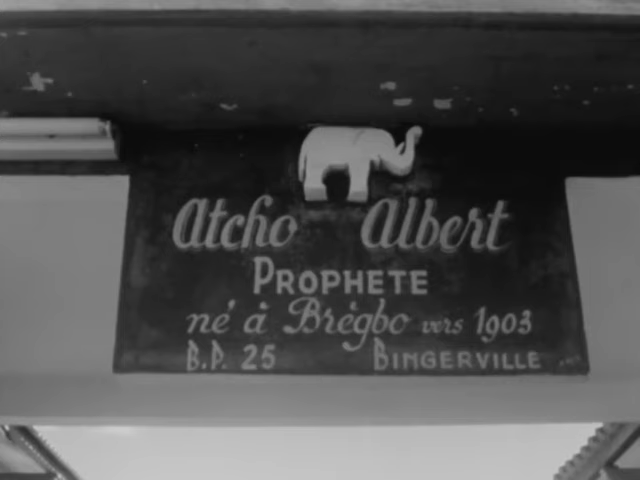 Atcho Albert
PROPHETE
né à Brégbo vers 1903
B.P. 25 BINGERVILLE